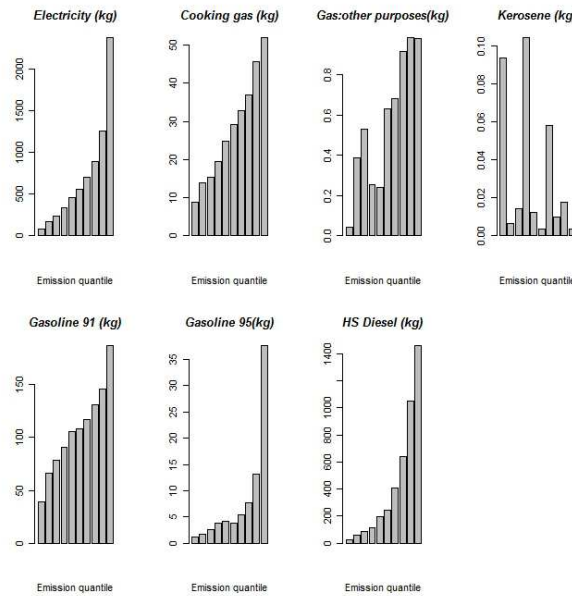 Electricity (kg)
Cooking gas (kg)
Gas:other purposes(kg)
Kerosene (kg
0
500
1000
1500
2000
0
10
20
30
40
50
0.0
0.2
0.4
0.6
0.8
0.00
0.02
0.04
0.06
0.08
0.10
Emission quantile
Emission quantile
Emission quantile
Emission quantile
Gasoline 91 (kg)
Gasoline 95(kg)
HS Diesel (kg)
0
50
100
150
0
5
10
15
20
25
30
35
0
200
400
600
800
1000
1400
Emission quantile
Emission quantile
Emission quantile